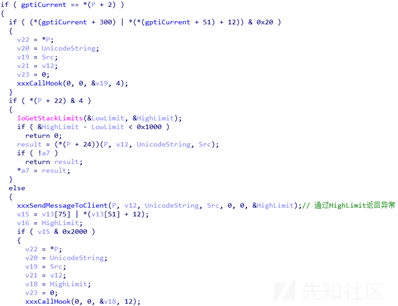 if ( gptiCurrent == *(P + 2) )
{
  if ( (*(gptiCurrent + 300) | *(*(gptiCurrent + 51) + 12)) & 0x20 )
  {
    v22 = *P;
    v20 = UnicodeString;
    v19 = Src;
    v21 = v12;
    v23 = 0;
    xxxCallHook(0, 0, &v19, 4);
  }
  if ( *(P + 22) & 4 )
  {
    IoGetStackLimits(&LowLimit, &HighLimit);
    if ( &HighLimit - LowLimit < 0x1000 )
      return 0;
    result = (*(P + 24))(P, v12, UnicodeString, Src);
    if ( !a7 )
      return result;
    *a7 = result;
  }
  else
  {
    xxxSendMessageToClient(P, v12, UnicodeString, Src, 0, 0, &HighLimit);// 通过HighLimit返回异常
    v15 = v13[75] | *(v13[51] + 12);
    v16 = HighLimit;
    if ( v15 & 0x2000 )
    {
      v22 = *P;
      v20 = UnicodeString;
      v19 = Src;
      v21 = v12;
      v18 = HighLimit;
      v23 = 0;
      xxxCallHook(0, 0, &v18, 12);
先知社区